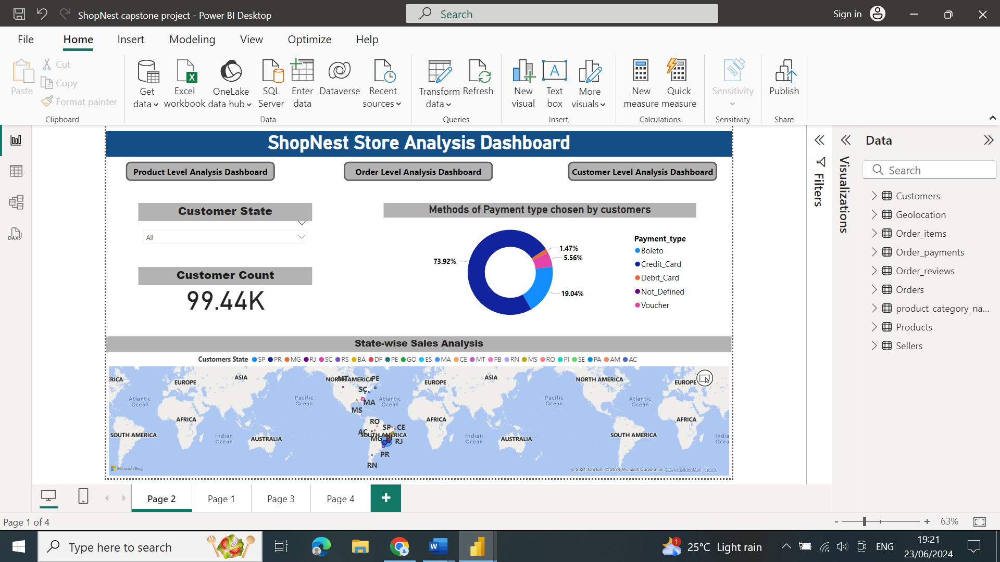 ShopNest capstone project - Power BI Desktop
Search
Sign in
File Home Insert Modeling View Optimize Help
Paste
Cut
Copy
Format painter
Clipboard
Get data
Excel workbook
OneLake data hub
SQL Server
Enter data
Dataverse
Recent sources
Data
Transform data
Refresh
Queries
New visual
Text box
More visuals
Insert
New measure
Quick measure
Calculations
Sensitivity
Sensitivity
Publish
Share
ShopNest Store Analysis Dashboard
Product Level Analysis Dashboard
Order Level Analysis Dashboard
Customer Level Analysis Dashboard
Customer State
All
Customer Count
99.44K
Methods of Payment type chosen by customers
73.92%
1.47%
5.56%
19.04%
Payment_type
Boleto
Credit_Card
Debit_Card
Not_Defined
Voucher
State-wise Sales Analysis
Customers State SP PR MG RJ SC RS BA DF PE GO ES MA CE MT PB RN MS RO PI SE PA AM AC
RICA
EUROPE
ASIA
NORTH AMERICA
MT
PE
EUROPE
ASIA
NORTH AMERICA
EUROPE
SC
Atlantic Ocean
Pacific Ocean
MA
Atlantic Ocean
Pacific Ocean
Atlantic Ocean
MS
AFRICA
RO
AFRICA
AFRICA
SP
CE
AC
SOUTH AMERICA
SOUTH AMERICA
SOUTH AMERICA
MG
RJ
Indian Ocean
AUSTRALIA
Indian Ocean
AUSTRALIA
India
Ocea
PR
RN
Microsoft Bing
© 2024 TomTom, © 2024 Microsoft Corporation, © OpenStreetMap Terms
Filters
Visualizations
Data
Search
Customers
Geolocation
Order_items
Order_payments
Order_reviews
Orders
product_category_na...
Products
Sellers
DAX
Page 2
Page 1
Page 3
Page 4
+
Page 1 of 4
- + 63%
Type here to search
1
25°C Light rain
ENG
19:21
23/06/2024